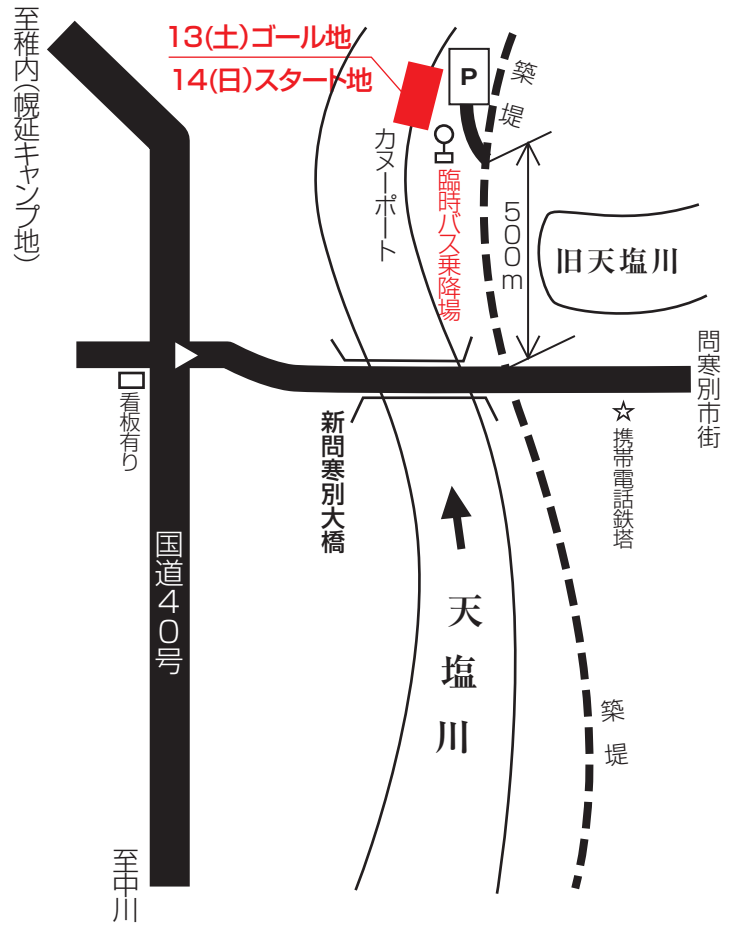 至稚内(幌延キャンプ地)
13(土)ゴール地
14(日)スタート地
P
築堤
カヌーポート
臨時バス乗降場
500m
旧天塩川
問寒別市街
看板有り
新問寒別大橋
☆
携帯電話鉄塔
国道40号
天塩川
築堤
至中川